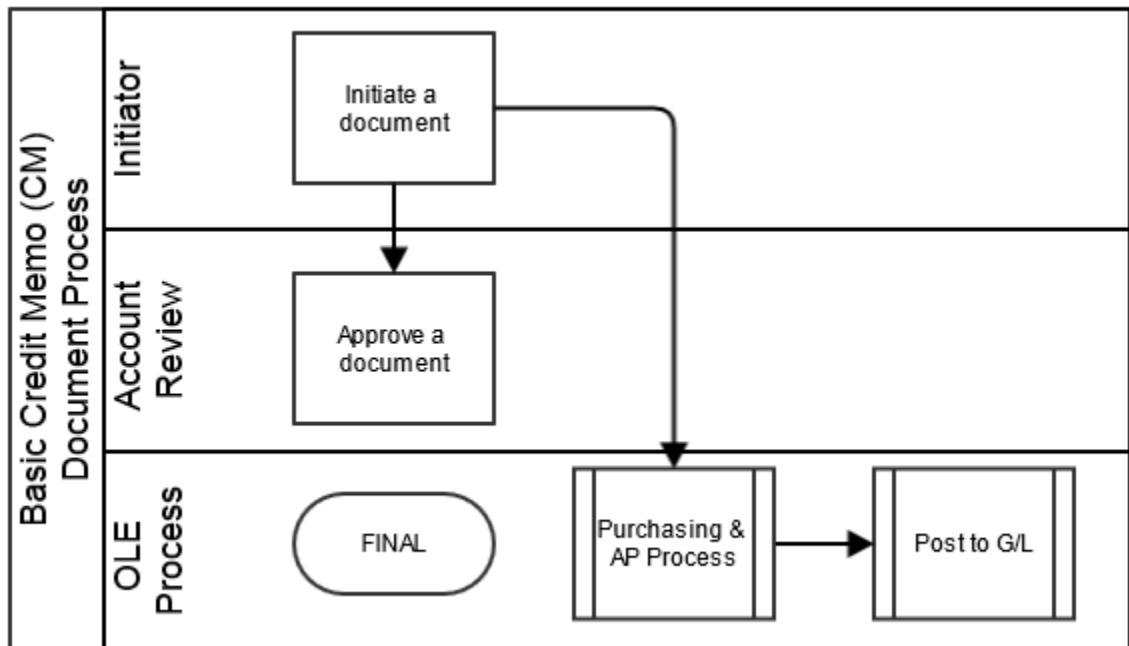 Basic Credit Memo (CM)
Document Process
Initiator
Initiate a
document
Account
Review
Approve a
document
OLE
Process
FINAL
Purchasing &
AP Process
Post to G/L